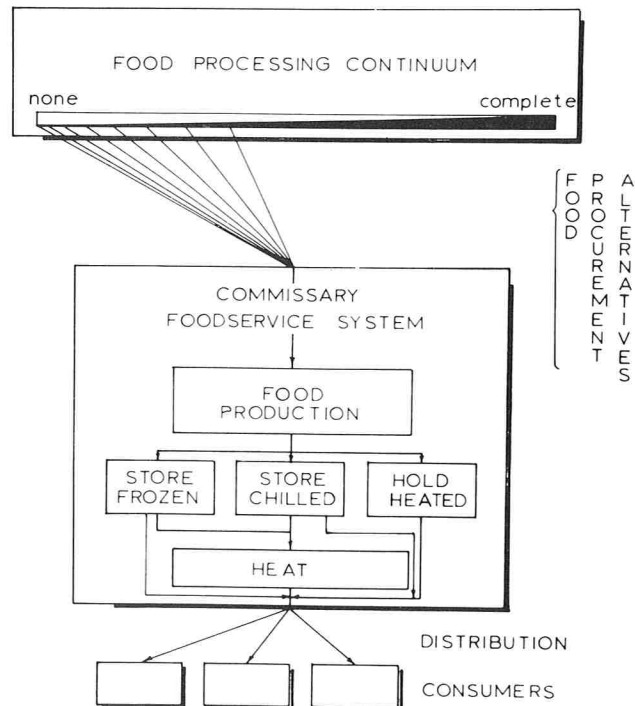 FOOD PROCESSING CONTINUUM
none
complete
FOOD
PROCUREMENT
ALTERNATIVES
COMMISSARY
FOODSERVICE SYSTEM
FOOD
PRODUCTION
STORE
FROZEN
STORE
CHILLED
HOLD
HEATED
HEAT
DISTRIBUTION
CONSUMERS